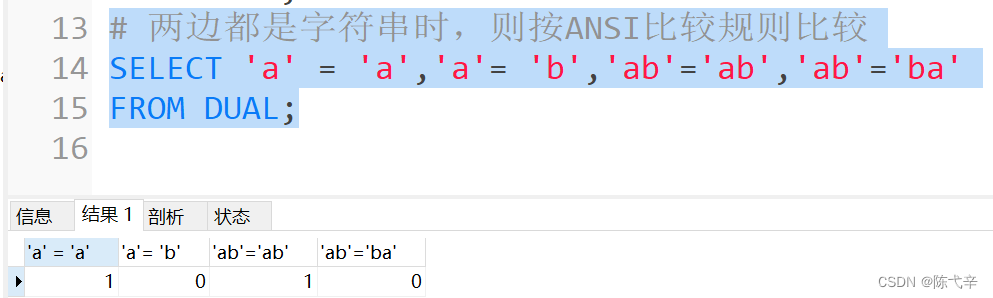 13 # 两边都是字符串时，则按ANSI比较规则比较
14 SELECT 'a' = 'a','a'= 'b','ab'='ab','ab'='ba'
15 FROM DUAL;
16
信息 结果 1 剖析 状态
'a' = 'a' 'a'= 'b' 'ab'='ab' 'ab'='ba'
1 0 1 0
CSDN @陈弋辛